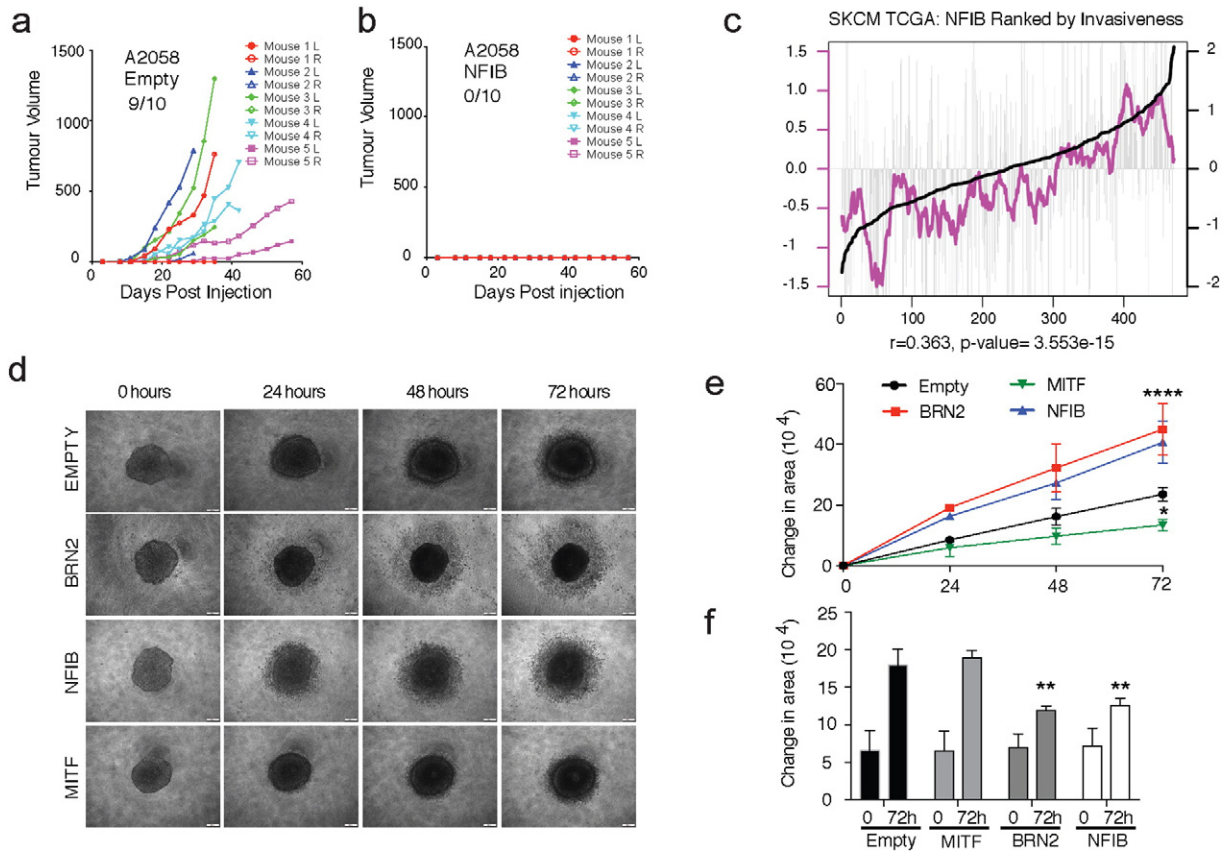 a
A2058
Empty
9/10
Mouse 1 L
Mouse 1 R
Mouse 2 L
Mouse 2 R
Mouse 3 L
Mouse 3 R
Mouse 4 L
Mouse 4 R
Mouse 5 L
Mouse 5 R
Tumour Volume
1500
1000
500
0
0 20 40 60
Days Post Injection
b
A2058
NFIB
0/10
Mouse 1 L
Mouse 1 R
Mouse 2 L
Mouse 2 R
Mouse 3 L
Mouse 3 R
Mouse 4 L
Mouse 4 R
Mouse 5 L
Mouse 5 R
Tumour Volume
1500
1000
500
0
0 20 40 60
Days Post injection
c
SKCM TCGA: NFIB Ranked by Invasiveness
1.5
1.0
0.5
0.0
-0.5
-1.0
-1.5
2
1
0
-1
-2
0 100 200 300 400
r=0.363, p-value= 3.553e-15
d
0 hours 24 hours 48 hours 72 hours
EMPTY
BRN2
NFIB
MITF
e
Empty MITF
BRN2 NFIB
****
*
Change in area (10 4)
60
40
20
0
0 24 48 72
f
Change in area (10 4)
25
20
15
10
5
0
** **
0 72h 0 72h 0 72h 0 72h
Empty MITF BRN2 NFIB